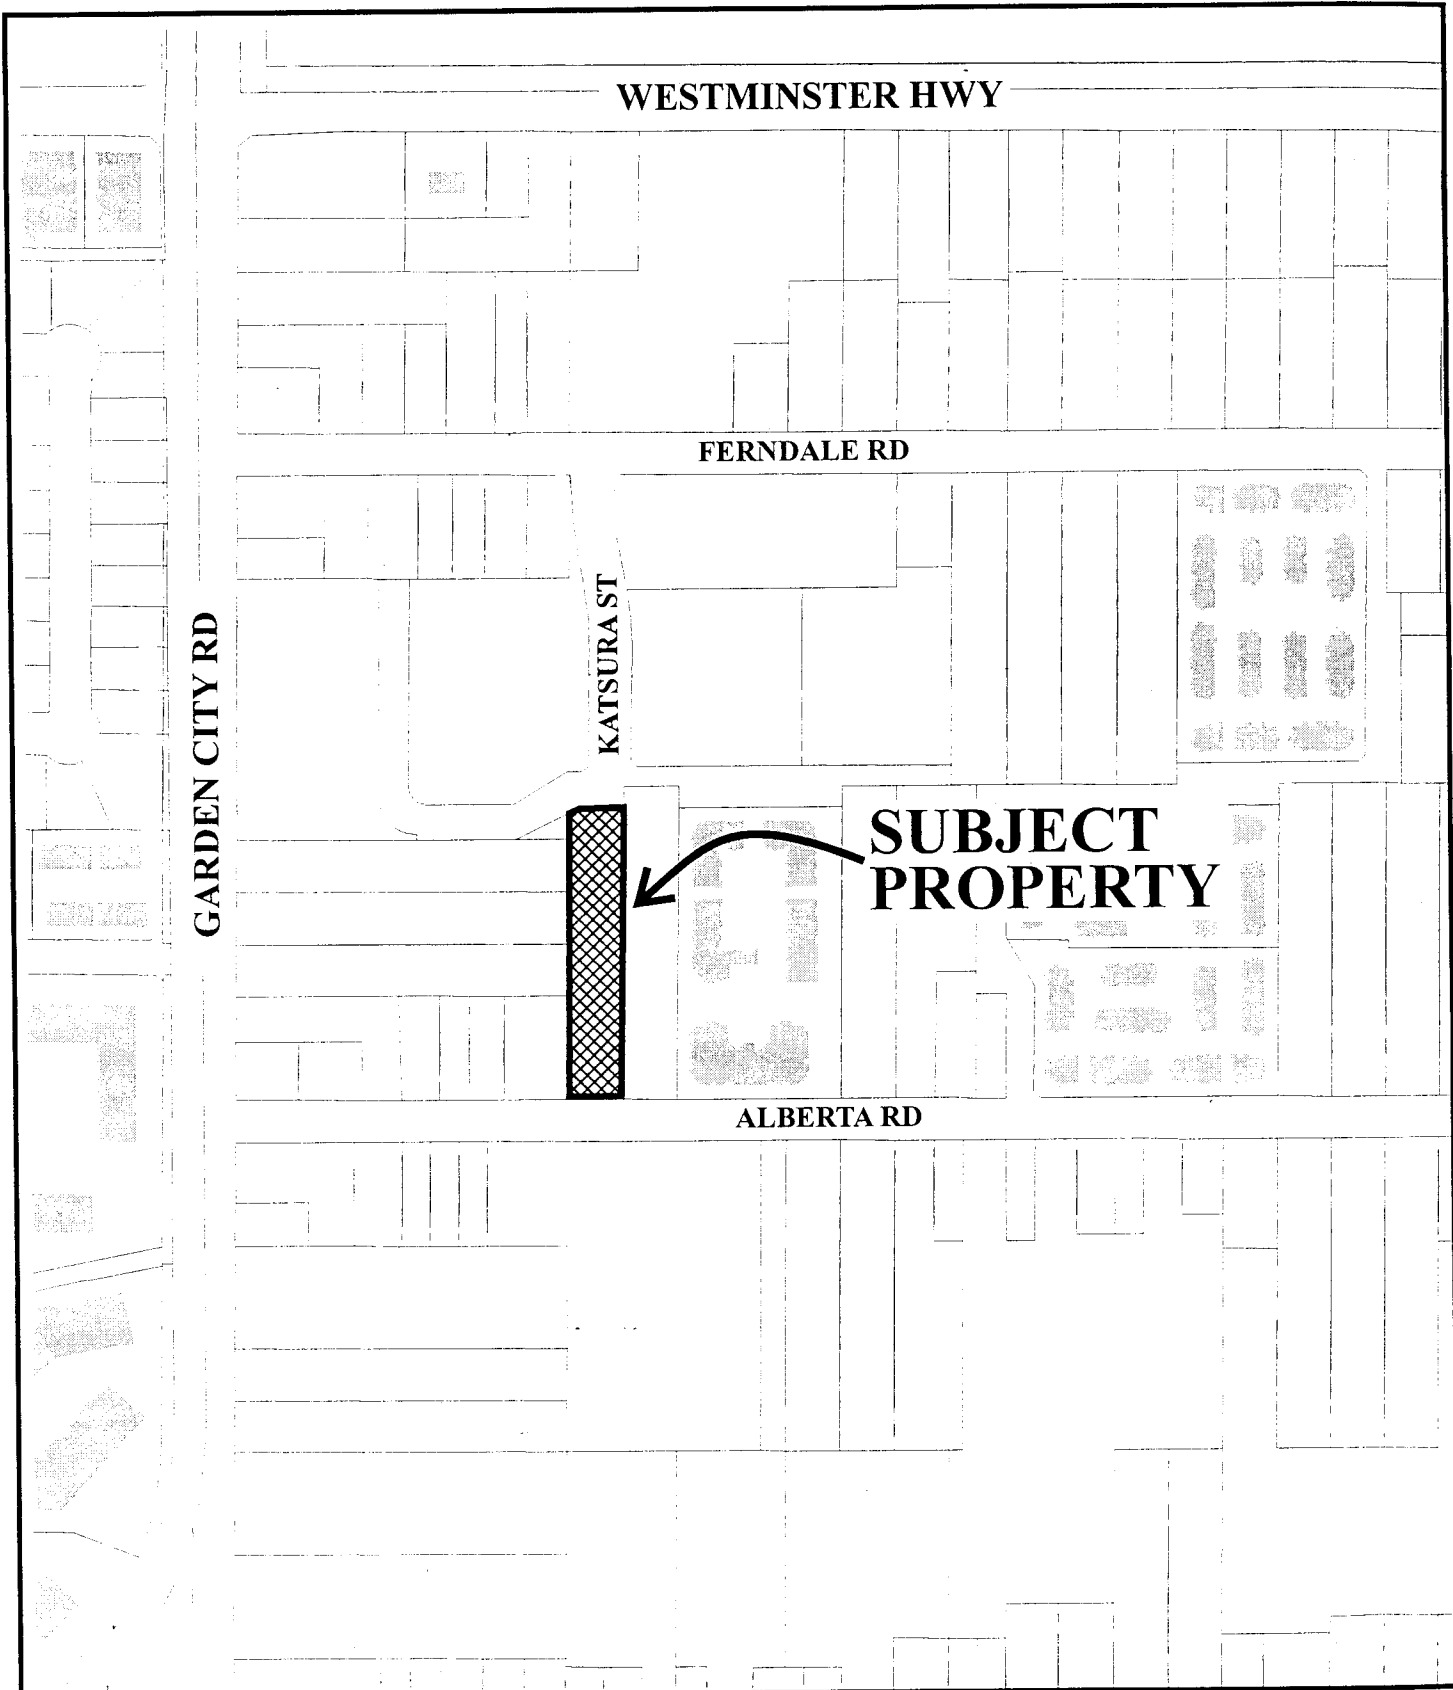 WESTMINSTER HWY
FERNDALE RD
KATSURA ST
GARDEN CITY RD
SUBJECT
PROPERTY
ALBERTA RD